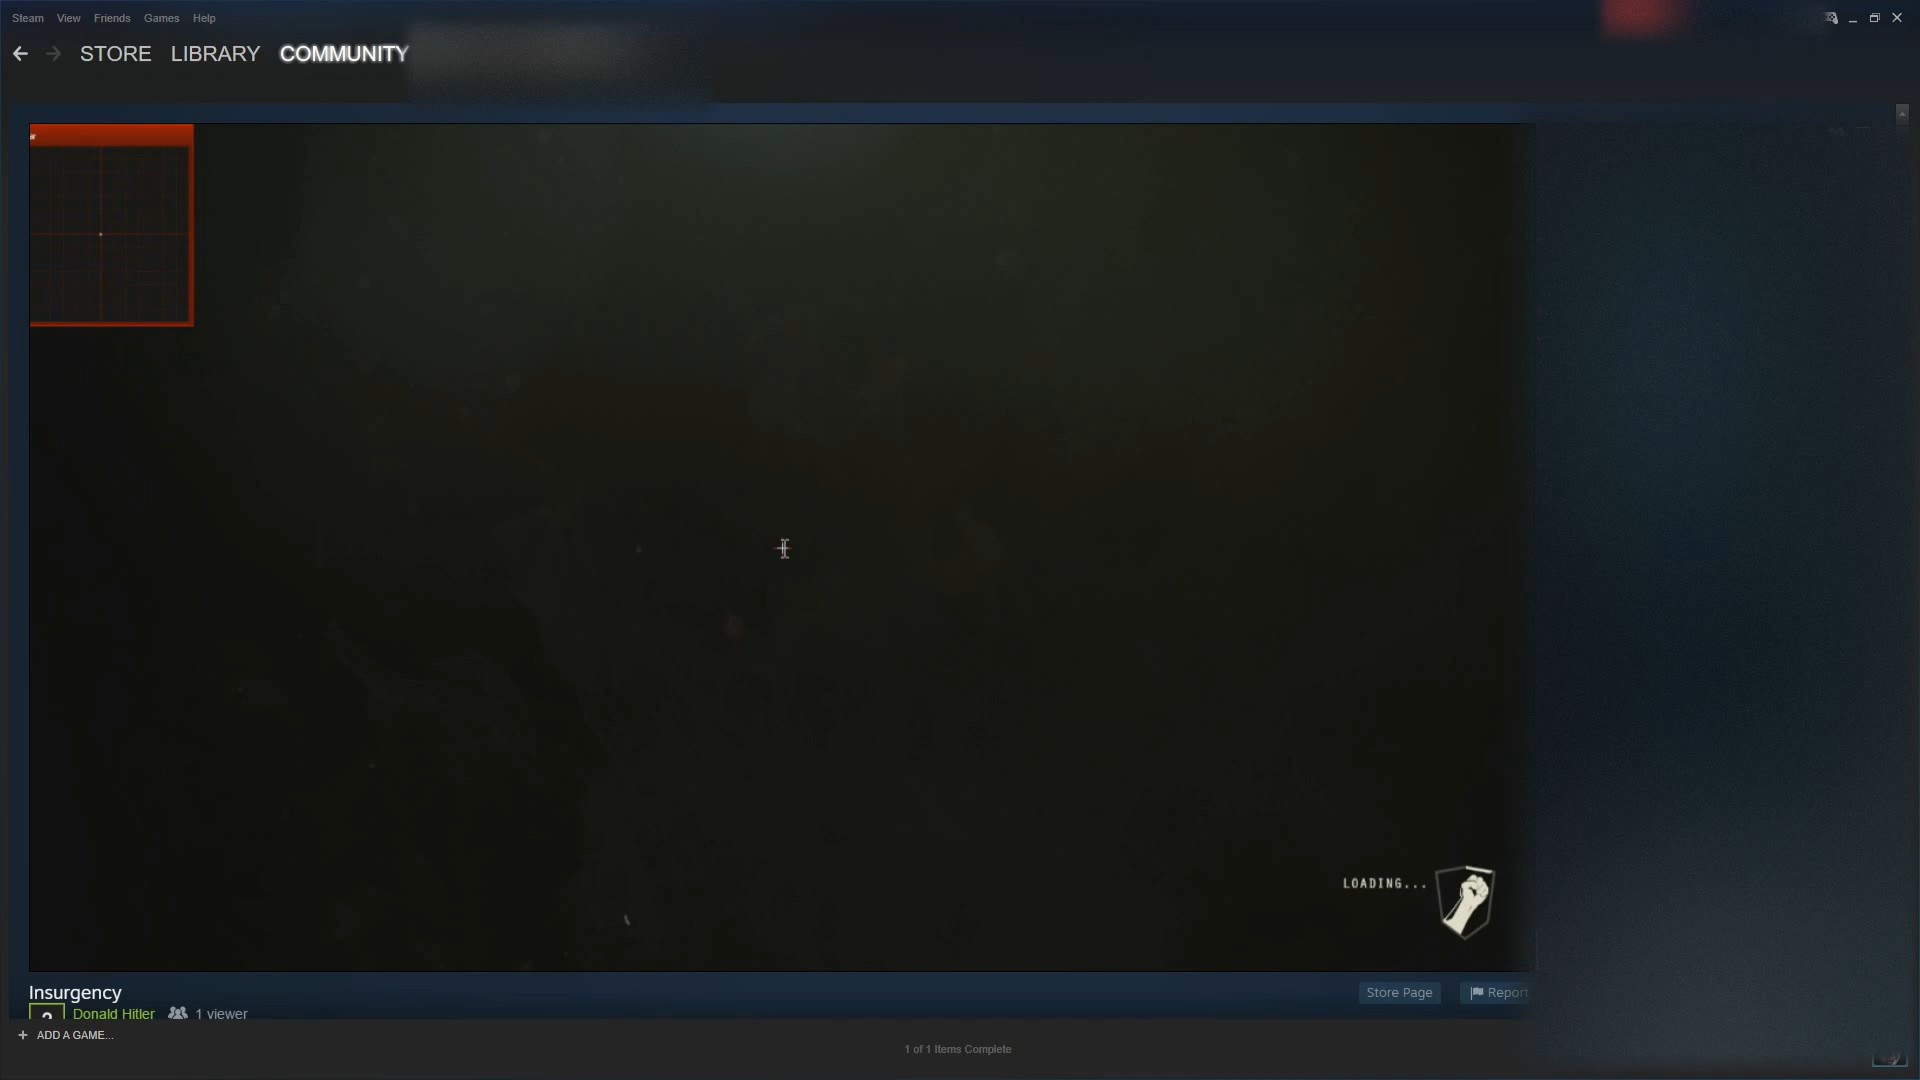 Steam View Friends Games Help
STORE LIBRARY COMMUNITY
LOADING...
Insurgency
Store Page
Report
Donald Hitler 1 viewer
+ ADD A GAME...
1 of 1 Items Complete